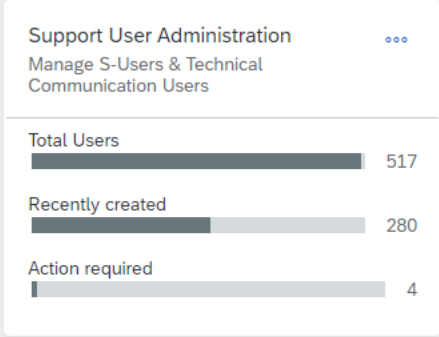 Support User Administration
Manage S-Users & Technical
Communication Users
Total Users
517
Recently created
280
Action required
4